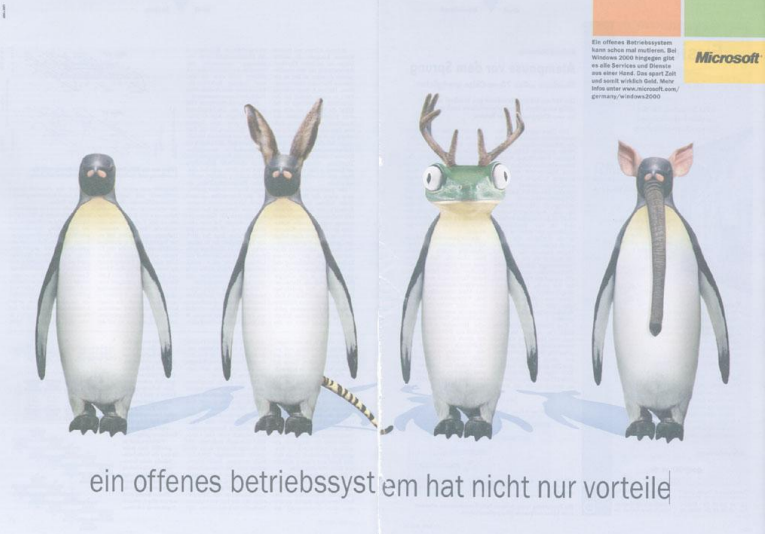 Ein offenes Betriebssystem
kann schon mal mutieren. Bei
Windows 2000 hingegen gibt
es alle Services und Dienste
aus einer Hand. Das spart Zeit
und somit wirklich Geld. Mehr
Infos unter www.microsoft.com/
germany/windows2000
Microsoft
ein offenes betriebssystem hat nicht nur vorteile